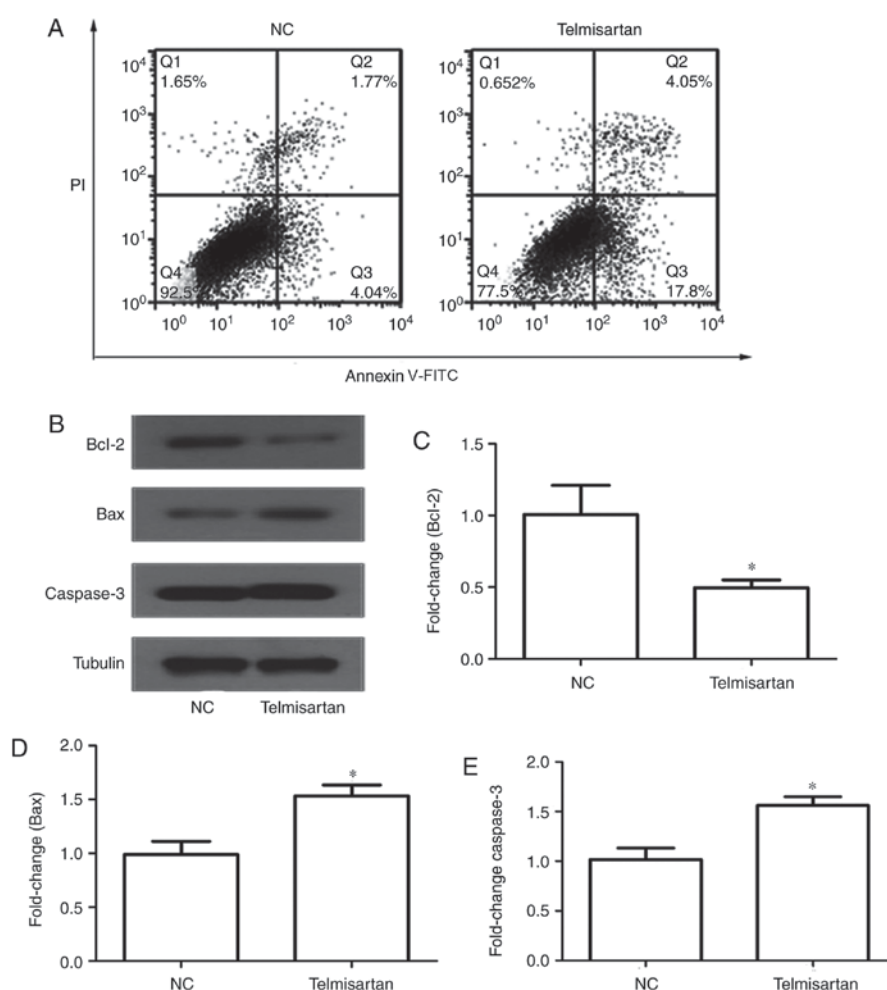 A
NC
Telmisartan
PI
10⁴
10³
10²
10¹
10⁰
Q1
1.65%
Q2
1.77%
Q4
92.5%
Q3
4.04%
10⁰ 10¹ 10² 10³ 10⁴
10⁴
10³
10²
10¹
10⁰
Q1
0.652%
Q2
4.05%
Q4
77.5%
Q3
17.8%
10⁰ 10¹ 10² 10³ 10⁴
Annexin V-FITC
B
Bcl-2
Bax
Caspase-3
Tubulin
NC Telmisartan
C
Fold-change (Bcl-2)
1.5
1.0
0.5
0.0
*
NC Telmisartan
D
Fold-change (Bax)
2.0
1.5
1.0
0.5
0.0
*
NC Telmisartan
E
Fold-change caspase-3
2.0
1.5
1.0
0.5
0.0
*
NC Telmisartan